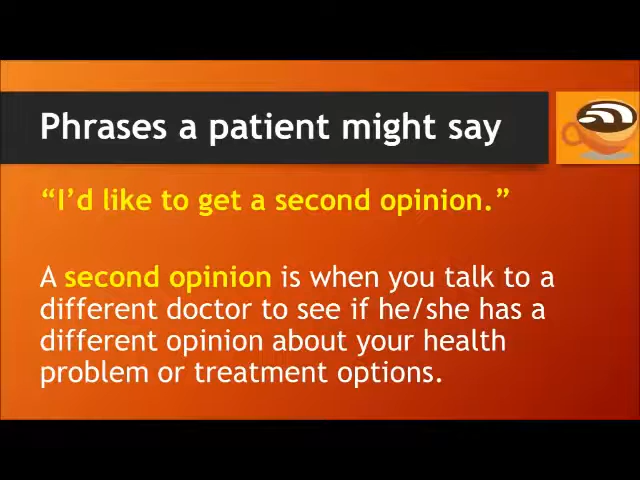 Phrases a patient might say
“I’d like to get a second opinion.”
A second opinion is when you talk to a
different doctor to see if he/she has a
different opinion about your health
problem or treatment options.